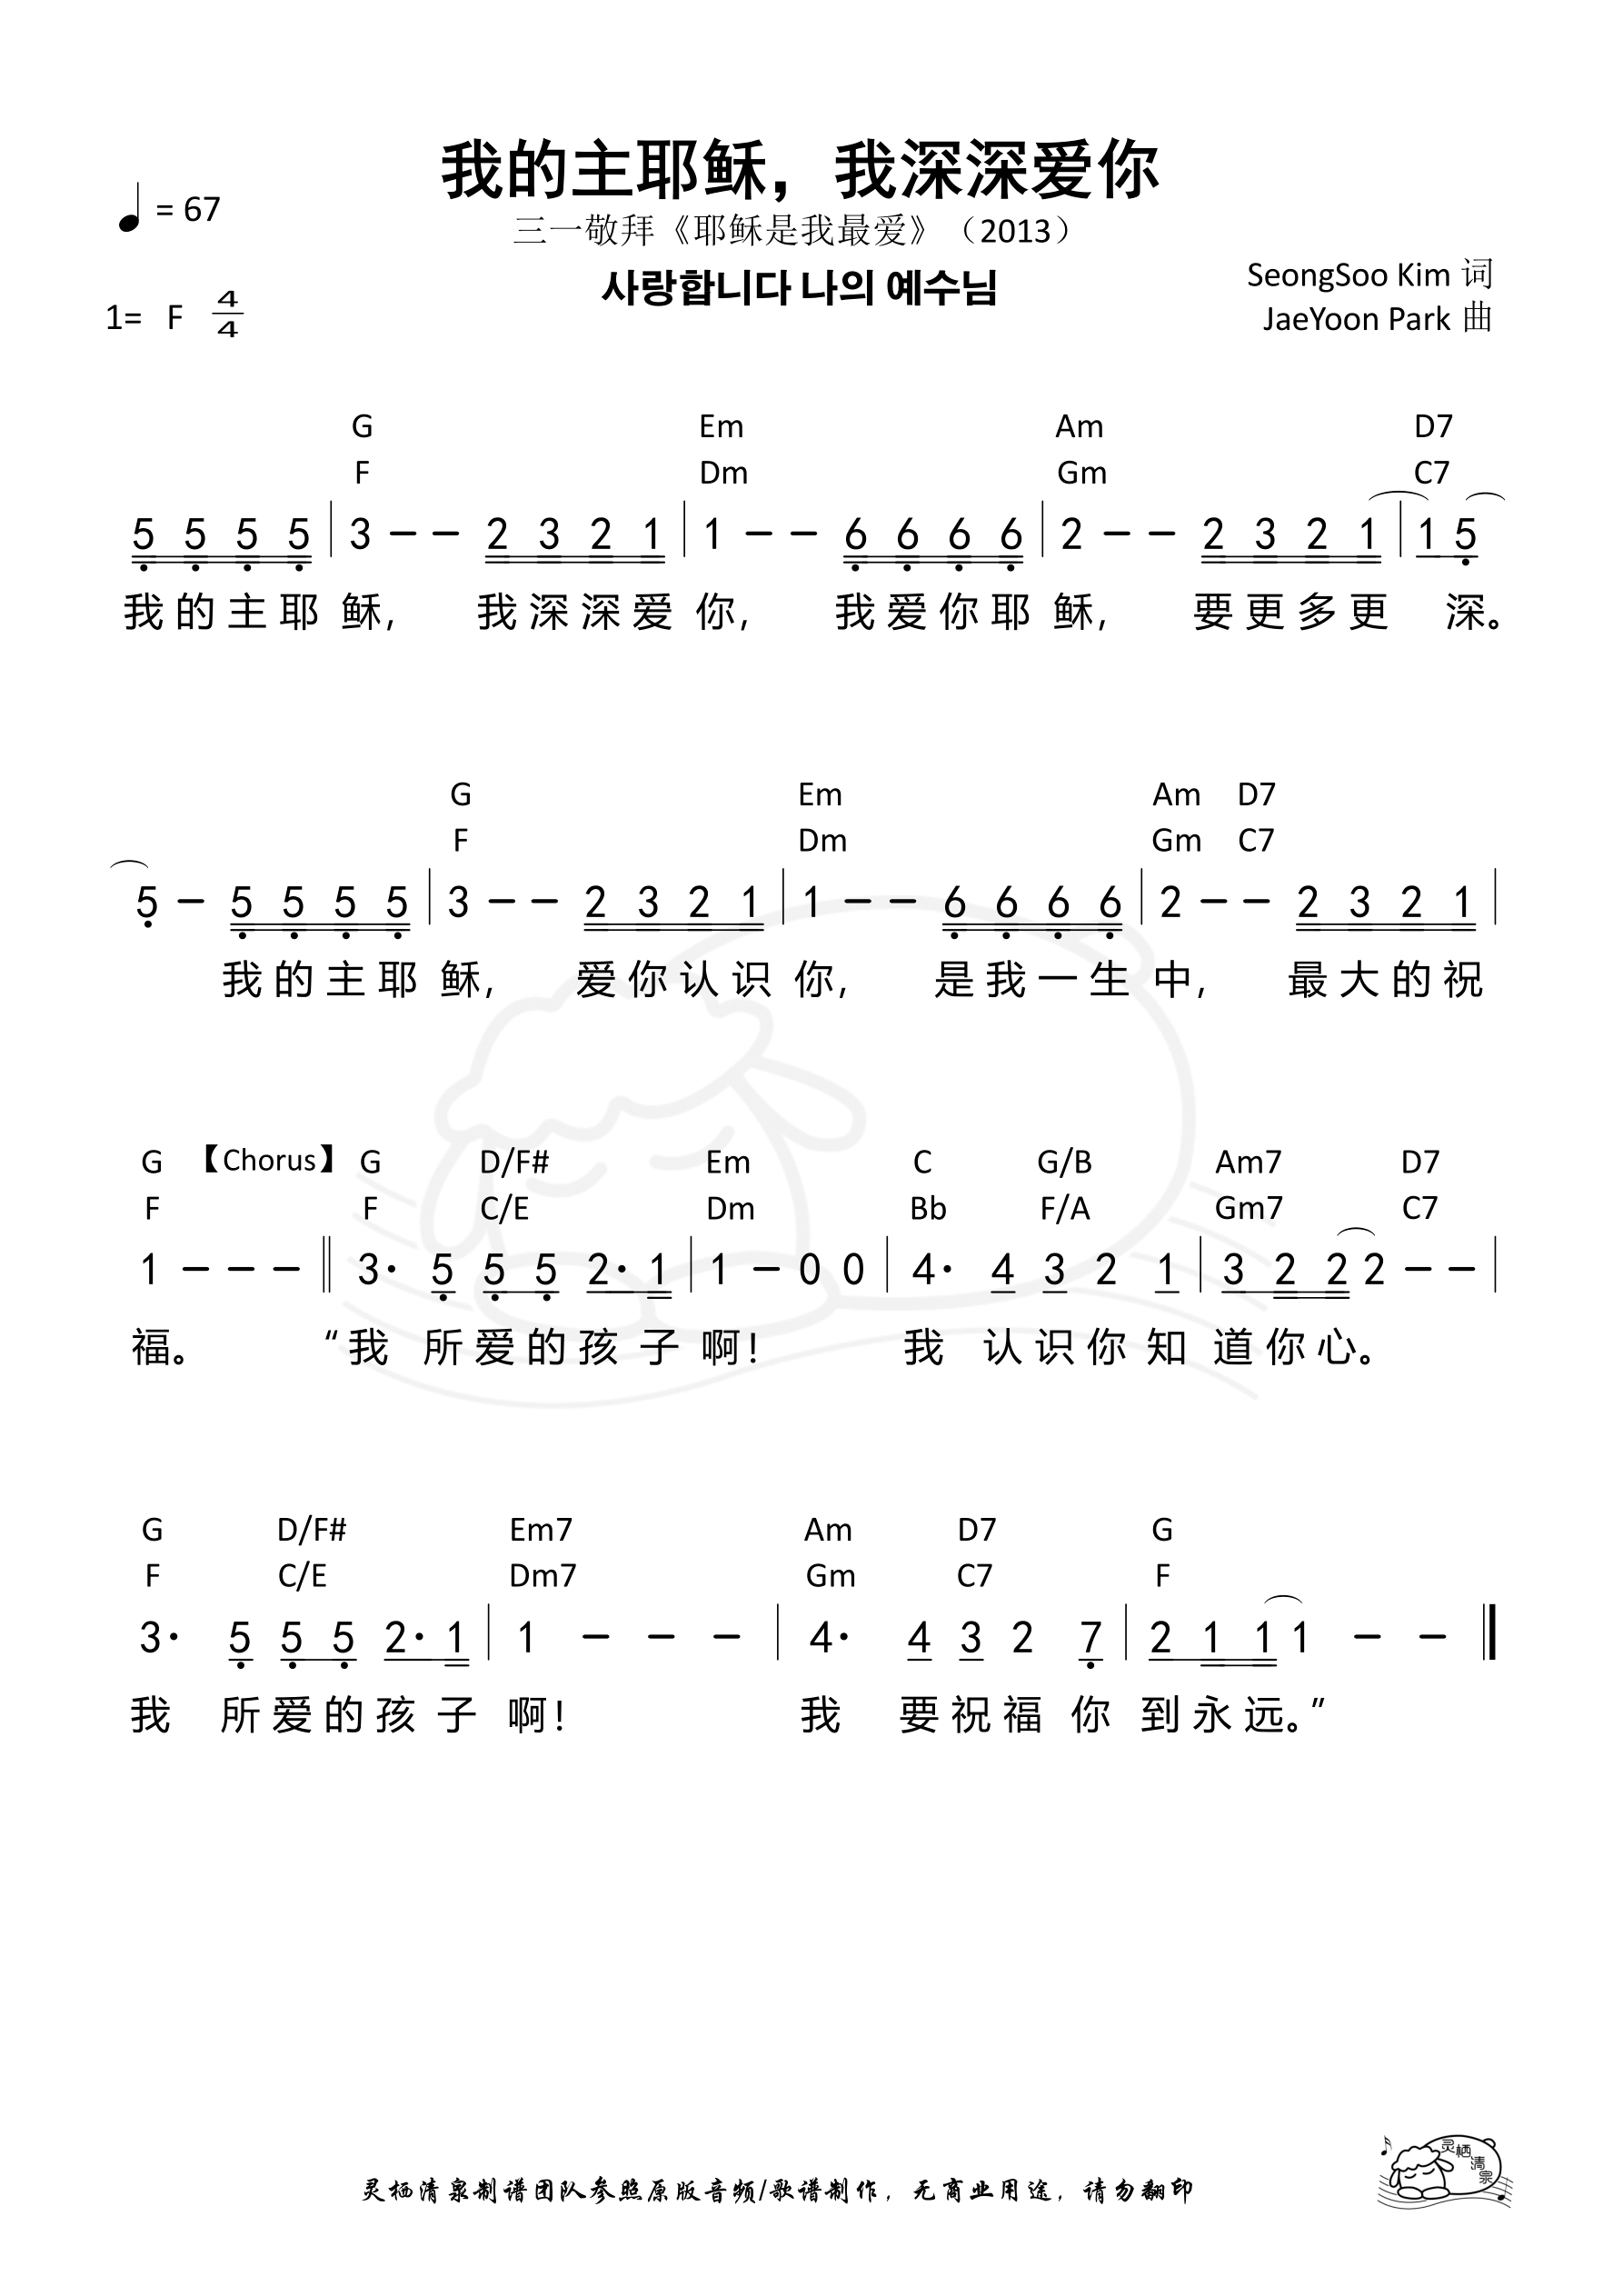 我的主耶稣，我深深爱你
= 67
三一敬拜《耶稣是我最爱》（2013）
사랑합니다 나의 예수님
SeongSoo Kim 词
JaeYoon Park 曲
1= F 4/4
G Em Am D7
F Dm Gm C7
5 5 5 5 | 3 – – 2 3 2 1 | 1 – – 6 6 6 6 | 2 – – 2 3 2 1 | 1 5
我的主耶稣, 我深深爱你, 我爱你耶稣, 要更多更深。
G Em Am D7
F Dm Gm C7
5 – 5 5 5 5 | 3 – – 2 3 2 1 | 1 – – 6 6 6 6 | 2 – – 2 3 2 1 |
我的主耶稣, 爱你认识你, 是我一生中, 最大的祝
G 【Chorus】 G D/F# Em C G/B Am7 D7
F F C/E Dm Bb F/A Gm7 C7
1 – – – ‖ 3· 5 5 5 2· 1 | 1 – 0 0 | 4· 4 3 2 1 | 3 2 2 2 – – |
福。 “我所爱的孩子啊! 我认识你知道你心。
G D/F# Em7 Am D7 G
F C/E Dm7 Gm C7 F
3· 5 5 5 2· 1 | 1 – – – | 4· 4 3 2 7 | 2 1 1 1 – – ‖
我所爱的孩子啊! 我要祝福你到永远。”
灵栖清泉
灵栖清泉制谱团队参照原版音频/歌谱制作，无商业用途，请勿翻印